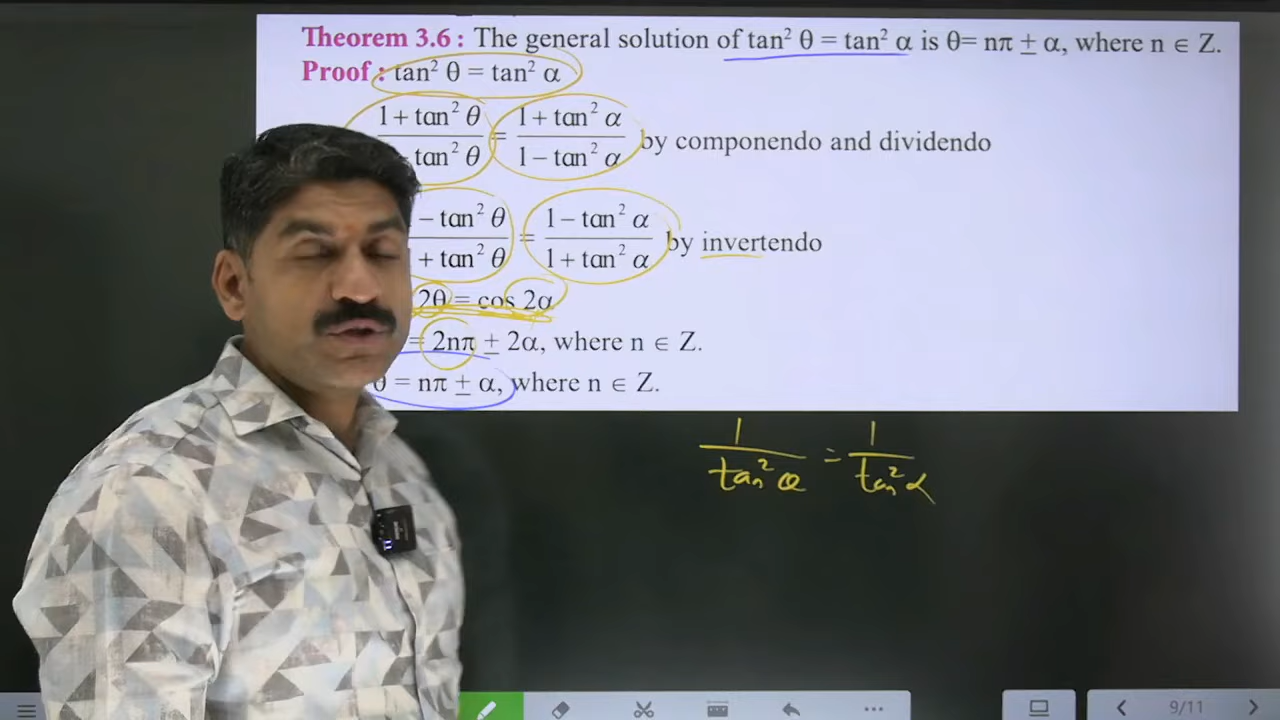 Theorem 3.6 : The general solution of tan² θ = tan² α is θ= nπ ± α, where n ∈ Z.
Proof : tan² θ = tan² α
1 + tan² θ / tan² θ = 1 + tan² α / 1 − tan² α by componendo and dividendo
− tan² θ / + tan² θ = 1 − tan² α / 1 + tan² α by invertendo
2θ = cos 2α
= 2nπ ± 2α, where n ∈ Z.
θ = nπ ± α, where n ∈ Z.
1 / tan² θ = 1 / tan² α
9/11